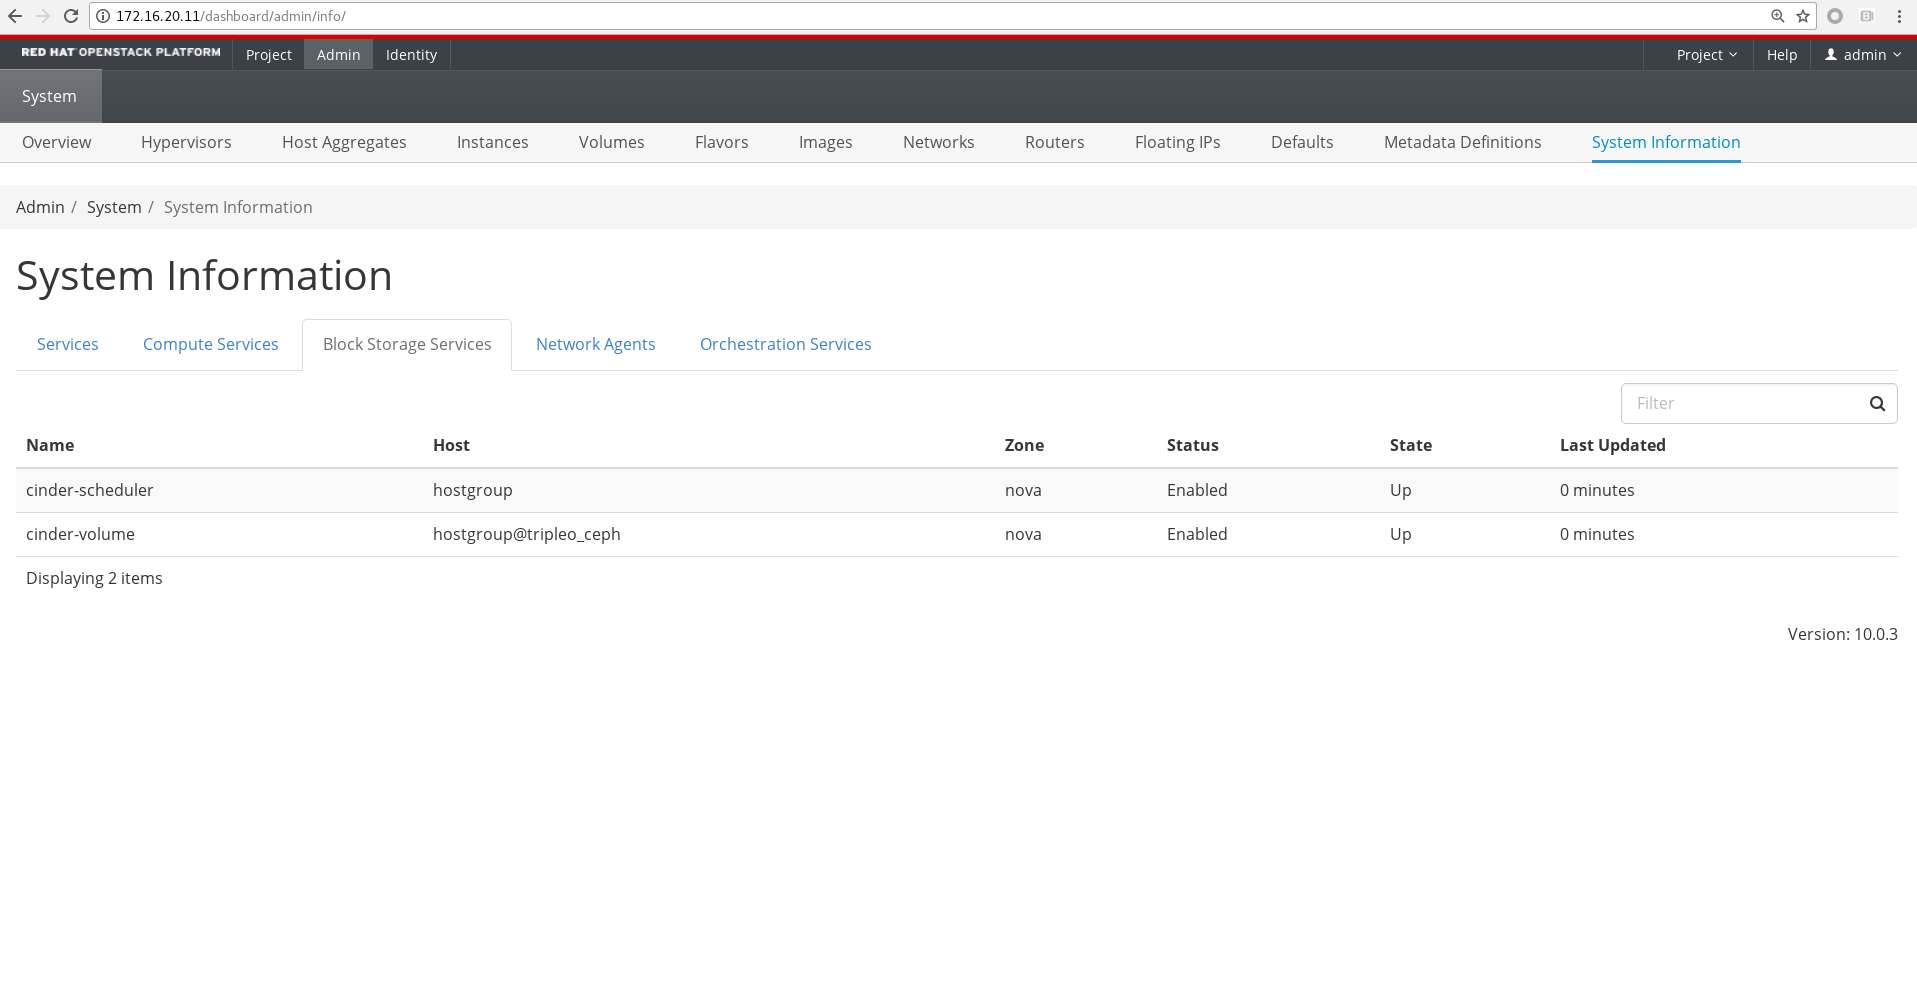 172.16.20.11/dashboard/admin/info/
RED HAT OPENSTACK PLATFORM Project Admin Identity Project Help admin
System
Overview Hypervisors Host Aggregates Instances Volumes Flavors Images Networks Routers Floating IPs Defaults Metadata Definitions System Information
Admin / System / System Information
System Information
Services Compute Services Block Storage Services Network Agents Orchestration Services
Filter
Name Host Zone Status State Last Updated
cinder-scheduler hostgroup nova Enabled Up 0 minutes
cinder-volume hostgroup@tripleo_ceph nova Enabled Up 0 minutes
Displaying 2 items
Version: 10.0.3